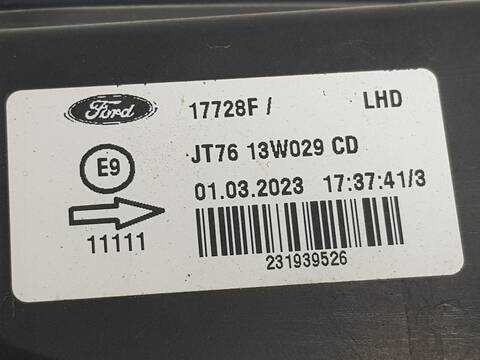 Ford 17728F / LHD
E9 JT76 13W029 CD
01.03.2023 17:37:41/3
11111
231939526